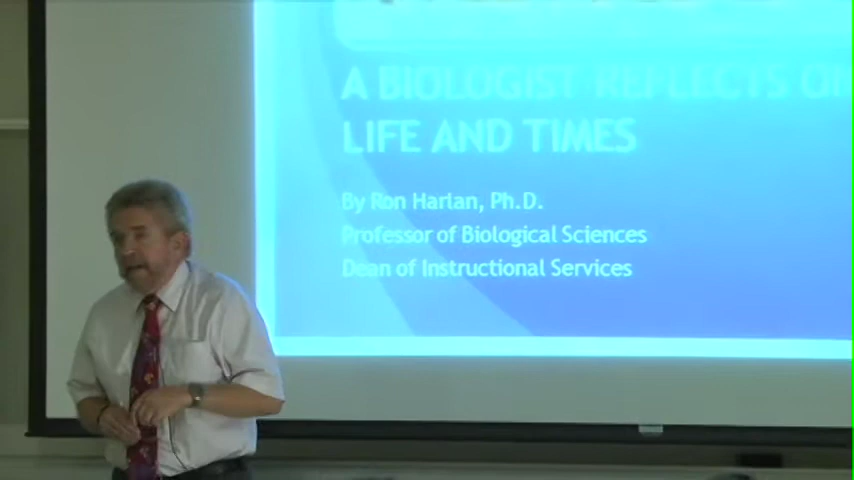 A BIOLOGIST REFLECTS ON
LIFE AND TIMES
By Ron Harlan, Ph.D.
Professor of Biological Sciences
Dean of Instructional Services